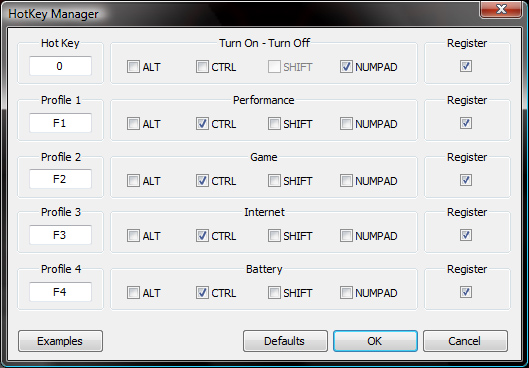 HotKey Manager
Hot Key Turn On - Turn Off Register
0 ALT CTRL SHIFT NUMPAD
Profile 1 Performance Register
F1 ALT CTRL SHIFT NUMPAD
Profile 2 Game Register
F2 ALT CTRL SHIFT NUMPAD
Profile 3 Internet Register
F3 ALT CTRL SHIFT NUMPAD
Profile 4 Battery Register
F4 ALT CTRL SHIFT NUMPAD
Examples Defaults OK Cancel